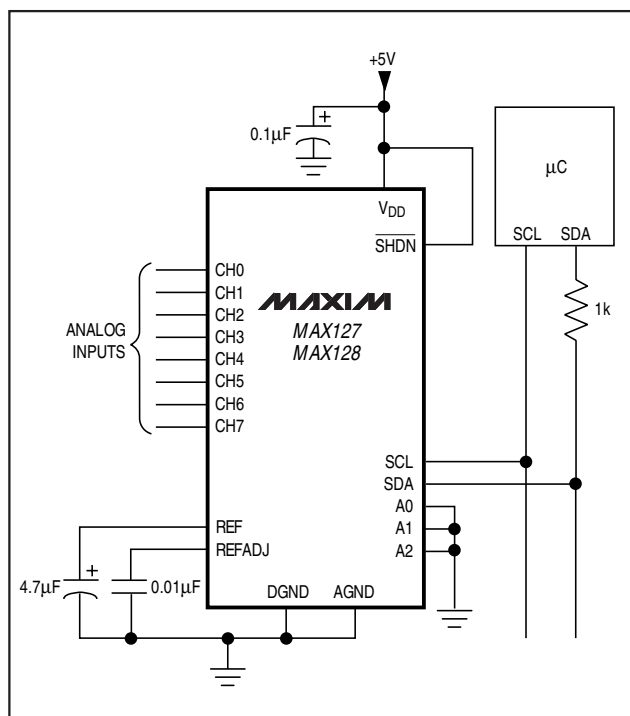 +5V
0.1µF
+
µC
SCL SDA
1k
VDD
SHDN
ANALOG
INPUTS
CH0
CH1
CH2
CH3
CH4
CH5
CH6
CH7
MAXIM
MAX127
MAX128
SCL
SDA
A0
A1
A2
REF
REFADJ
4.7µF
+
0.01µF
DGND AGND